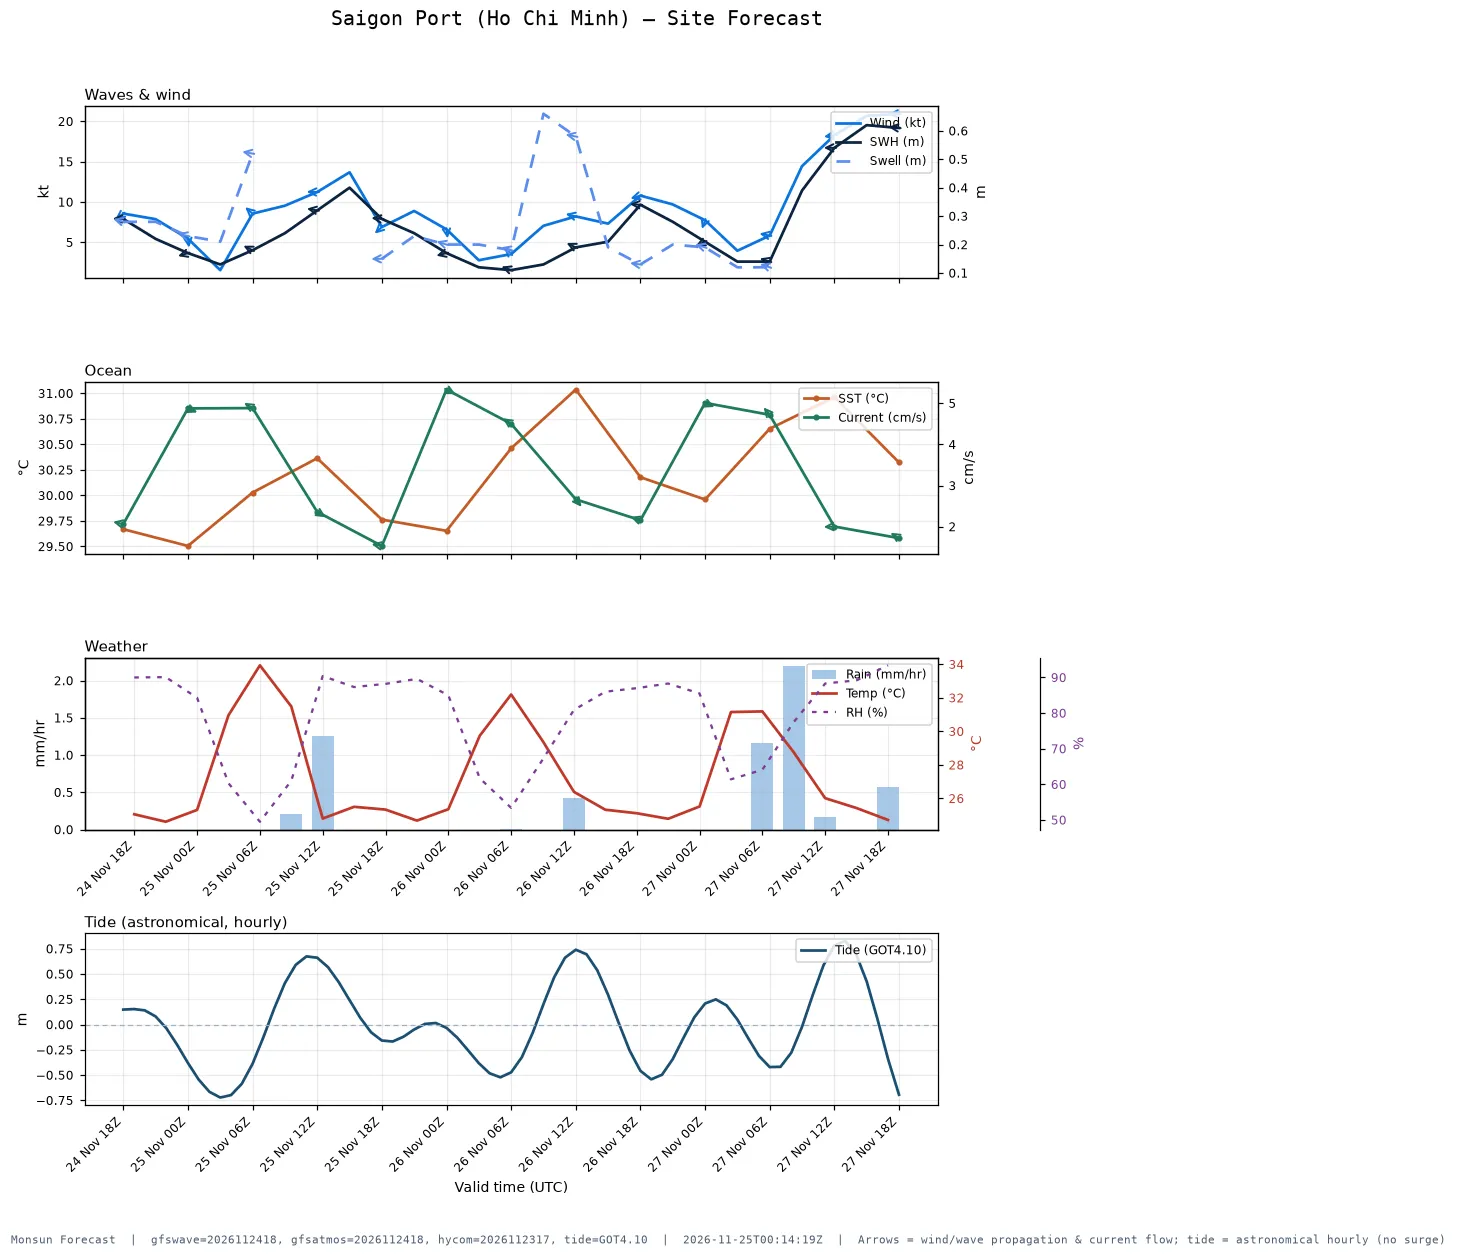 Saigon Port (Ho Chi Minh) — Site Forecast
Waves & wind
20
15
10
5
kt
0.6
0.5
0.4
0.3
0.2
0.1
m
Wind (kt)
SWH (m)
Swell (m)
Ocean
31.00
30.75
30.50
30.25
30.00
29.75
29.50
°C
5
4
3
2
cm/s
SST (°C)
Current (cm/s)
Weather
2.0
1.5
1.0
0.5
0.0
mm/hr
34
32
30
28
26
°C
90
80
70
60
50
%
Rain (mm/hr)
Temp (°C)
RH (%)
24 Nov 18Z
25 Nov 00Z
25 Nov 06Z
25 Nov 12Z
25 Nov 18Z
26 Nov 00Z
26 Nov 06Z
26 Nov 12Z
26 Nov 18Z
27 Nov 00Z
27 Nov 06Z
27 Nov 12Z
27 Nov 18Z
Tide (astronomical, hourly)
0.75
0.50
0.25
0.00
−0.25
−0.50
−0.75
m
Tide (GOT4.10)
24 Nov 18Z
25 Nov 00Z
25 Nov 06Z
25 Nov 12Z
25 Nov 18Z
26 Nov 00Z
26 Nov 06Z
26 Nov 12Z
26 Nov 18Z
27 Nov 00Z
27 Nov 06Z
27 Nov 12Z
27 Nov 18Z
Valid time (UTC)
Monsun Forecast | gfswave=2026112418, gfsatmos=2026112418, hycom=2026112317, tide=GOT4.10 | 2026-11-25T00:14:19Z | Arrows = wind/wave propagation & current flow; tide = astronomical hourly (no surge)